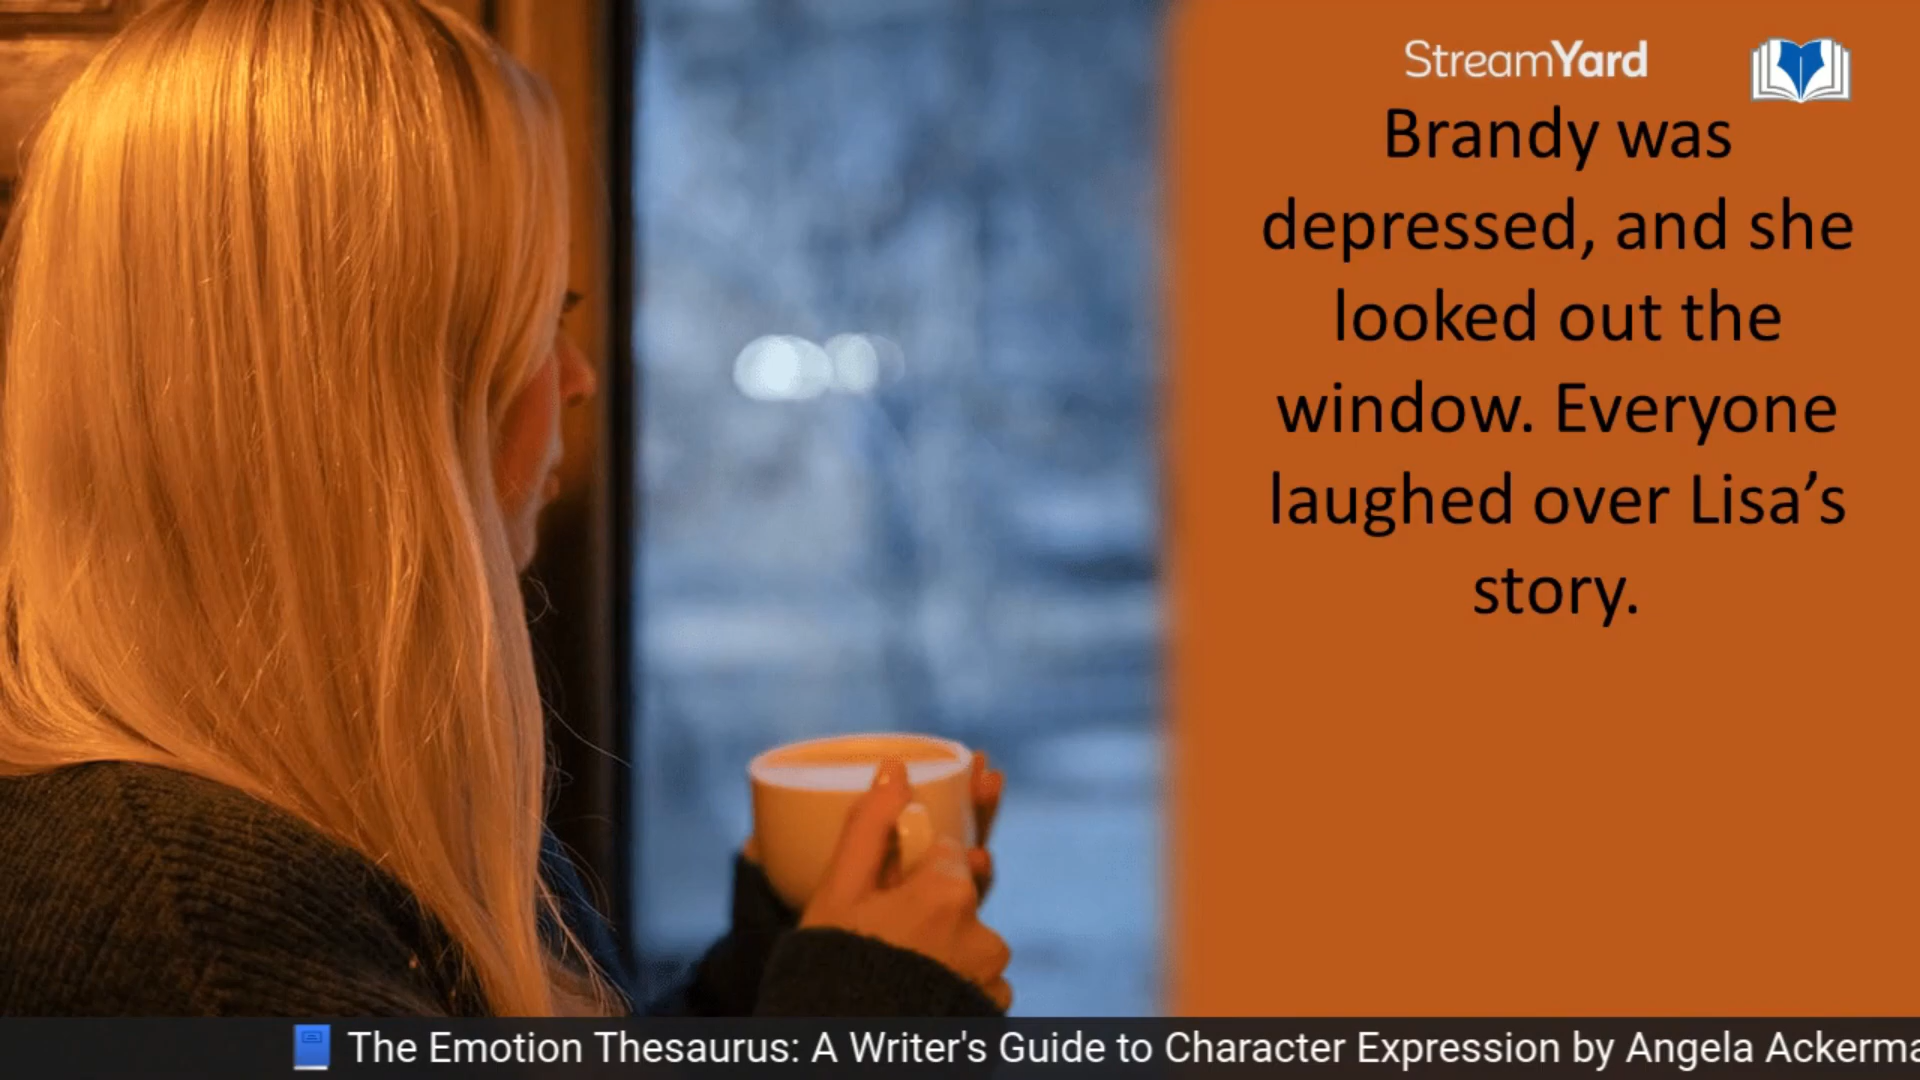 StreamYard
Brandy was
depressed, and she
looked out the
window. Everyone
laughed over Lisa’s
story.
The Emotion Thesaurus: A Writer's Guide to Character Expression by Angela Ackerma